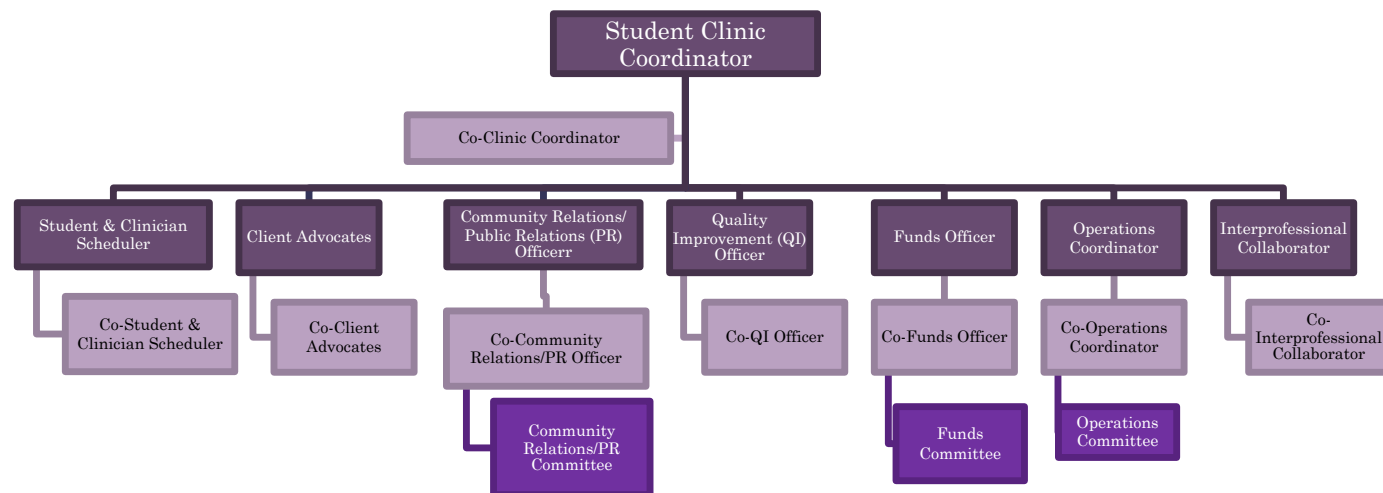 Student Clinic
Coordinator
Co-Clinic Coordinator
Student & Clinician
Scheduler
Client Advocates
Community Relations/
Public Relations (PR)
Officerr
Quality
Improvement (QI)
Officer
Funds Officer
Operations
Coordinator
Interprofessional
Collaborator
Co-Student &
Clinician Scheduler
Co-Client
Advocates
Co-Community
Relations/PR Officer
Co-QI Officer
Co-Funds Officer
Co-Operations
Coordinator
Co-
Interprofessional
Collaborator
Community
Relations/PR
Committee
Funds
Committee
Operations
Committee